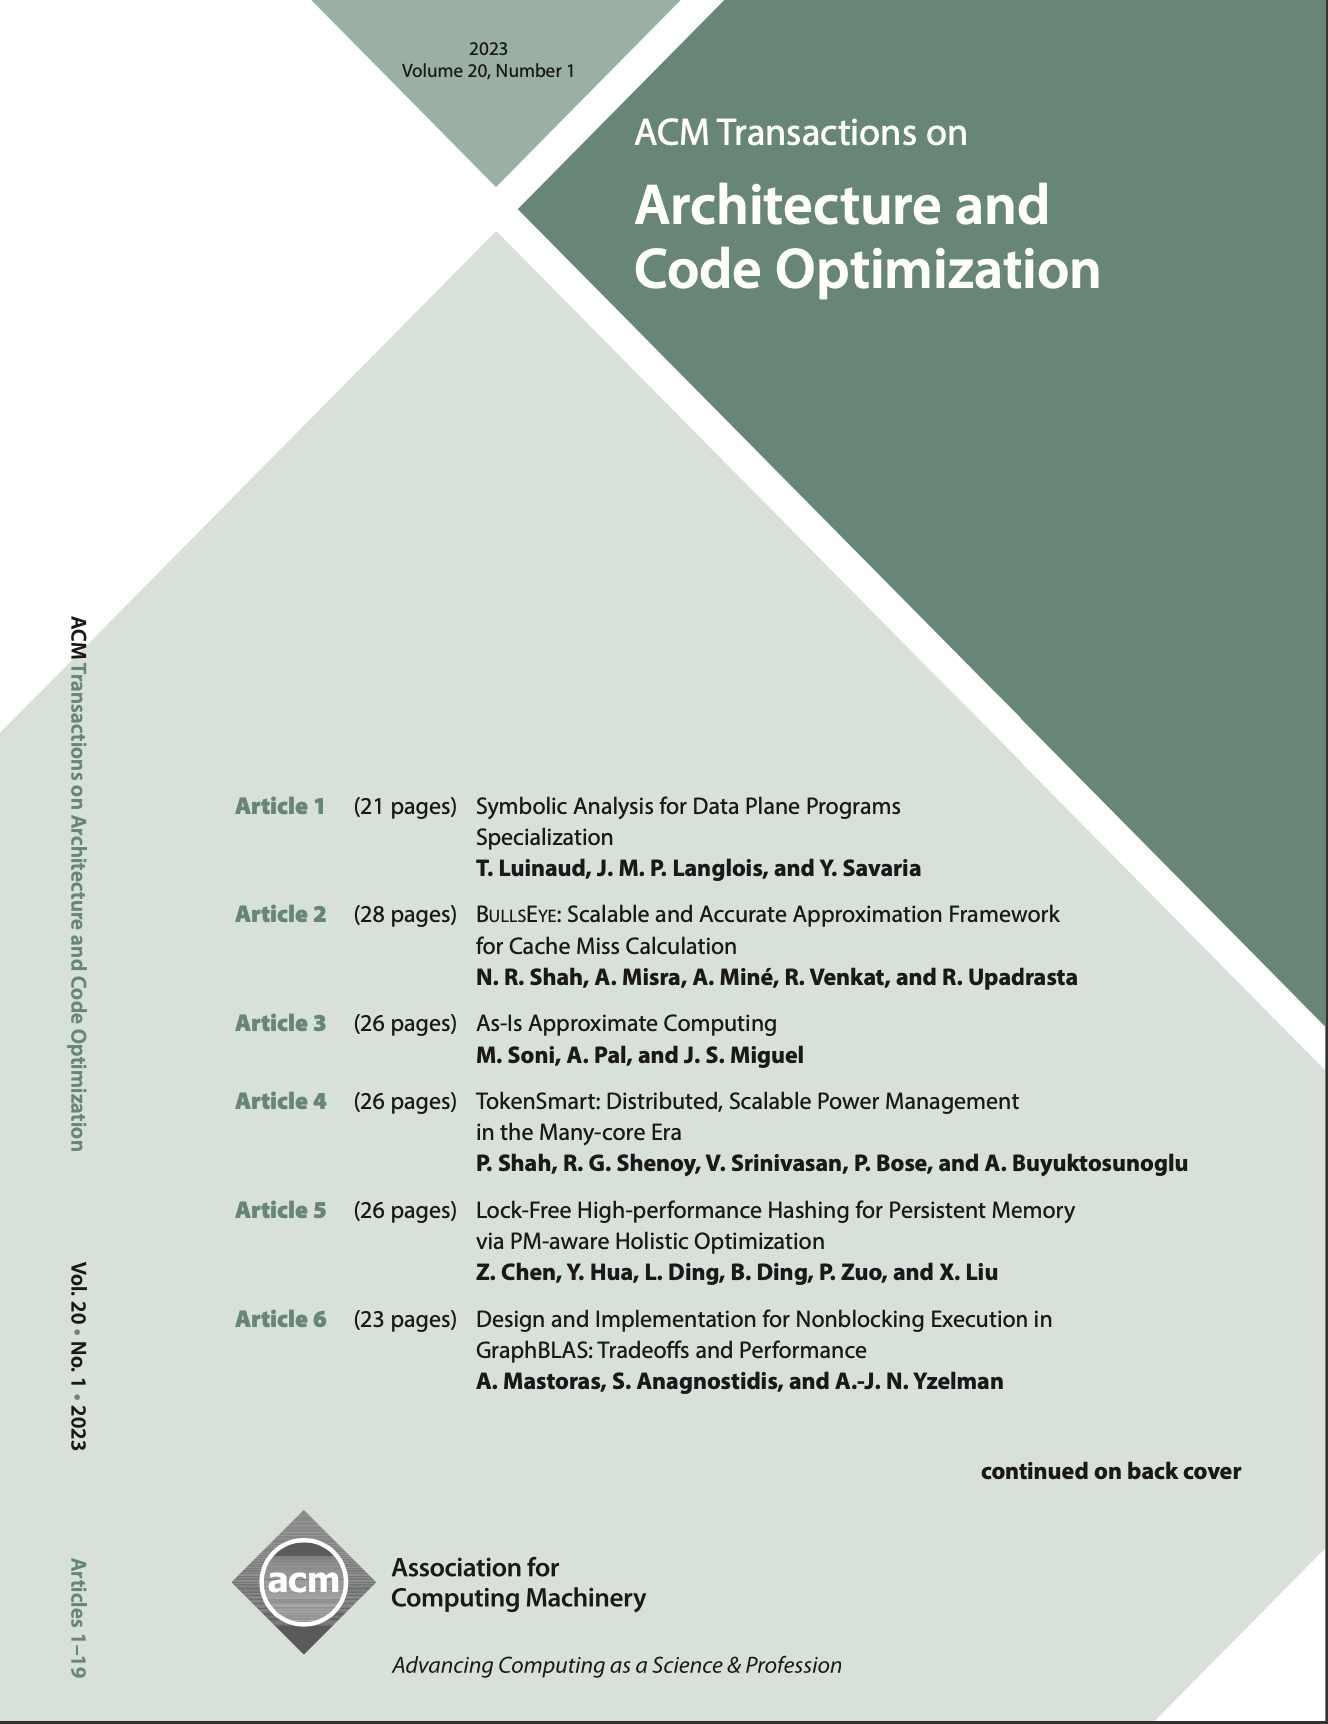 2023
Volume 20, Number 1
ACM Transactions on
Architecture and
Code Optimization
ACM Transactions on Architecture and Code Optimization
Vol. 20 • No. 1 • 2023
Articles 1–19
Article 1 (21 pages) Symbolic Analysis for Data Plane Programs
Specialization
T. Luinaud, J. M. P. Langlois, and Y. Savaria
Article 2 (28 pages) BULLSEYE: Scalable and Accurate Approximation Framework
for Cache Miss Calculation
N. R. Shah, A. Misra, A. Miné, R. Venkat, and R. Upadrasta
Article 3 (26 pages) As-Is Approximate Computing
M. Soni, A. Pal, and J. S. Miguel
Article 4 (26 pages) TokenSmart: Distributed, Scalable Power Management
in the Many-core Era
P. Shah, R. G. Shenoy, V. Srinivasan, P. Bose, and A. Buyuktosunoglu
Article 5 (26 pages) Lock-Free High-performance Hashing for Persistent Memory
via PM-aware Holistic Optimization
Z. Chen, Y. Hua, L. Ding, B. Ding, P. Zuo, and X. Liu
Article 6 (23 pages) Design and Implementation for Nonblocking Execution in
GraphBLAS: Tradeoffs and Performance
A. Mastoras, S. Anagnostidis, and A.-J. N. Yzelman
continued on back cover
acm
Association for
Computing Machinery
Advancing Computing as a Science & Profession